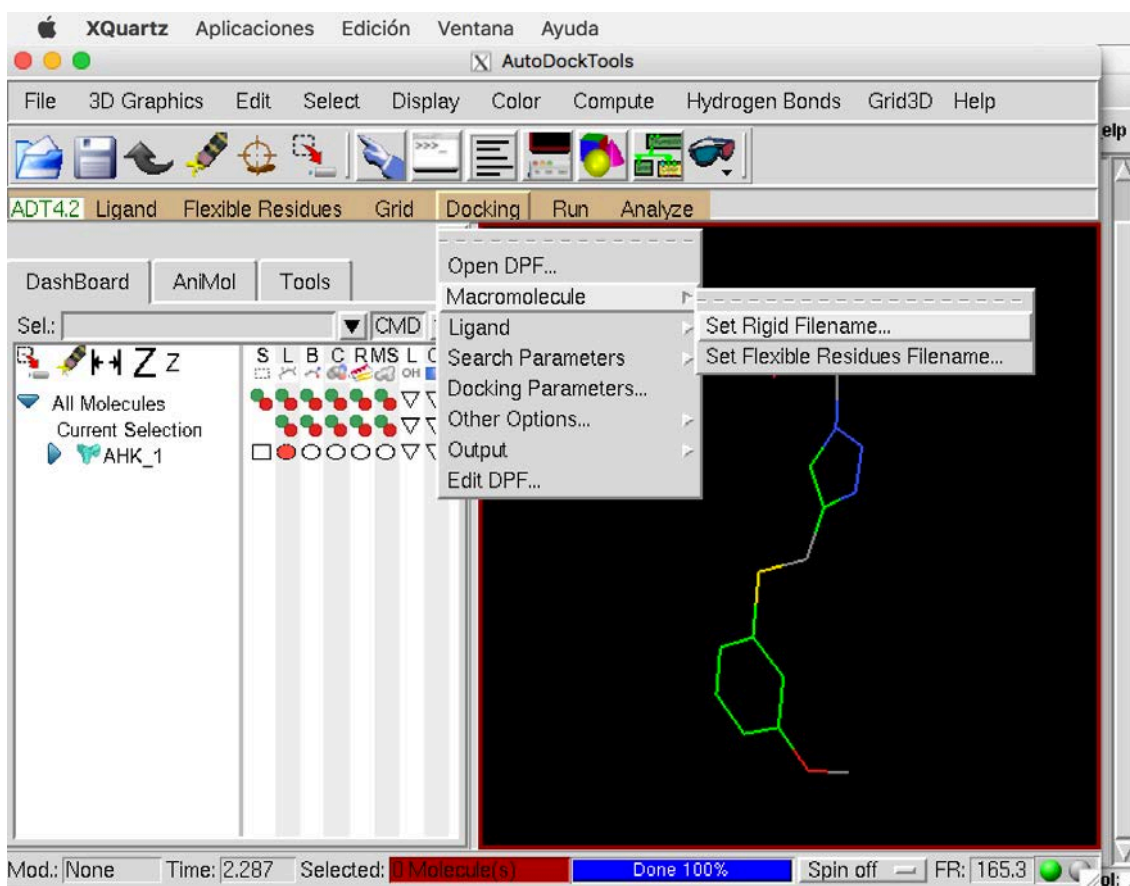 XQuartz Aplicaciones Edición Ventana Ayuda
X AutoDockTools
File 3D Graphics Edit Select Display Color Compute Hydrogen Bonds Grid3D Help
elp
>>>_
ADT4.2 Ligand Flexible Residues Grid Docking Run Analyze
Open DPF...
DashBoard AniMol Tools
Macromolecule
Set Rigid Filename...
Sel.: CMD
Ligand
Set Flexible Residues Filename...
Z Z
S L B C R MS L C
OH
Search Parameters
Docking Parameters...
All Molecules
Other Options...
Current Selection
Output
AHK_1
Edit DPF...
Mod.: None Time: 2.287 Selected: 0 Molecule(s) Done 100% Spin off FR: 165.3
ol: